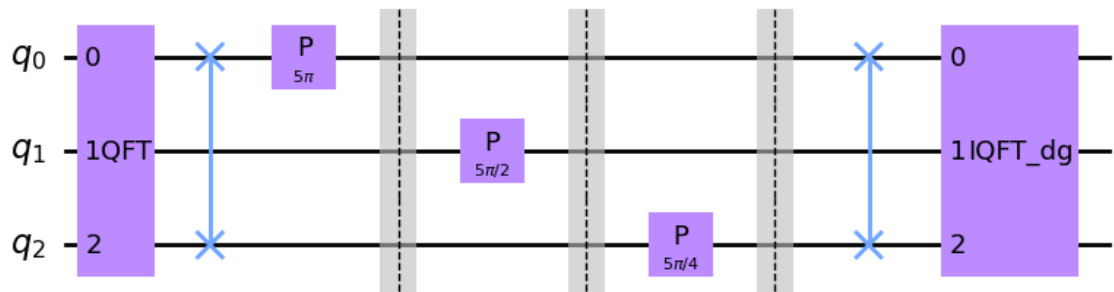 q0 0 P 5π 0
q1 1QFT P 5π/2 1IQFT_dg
q2 2 P 5π/4 2